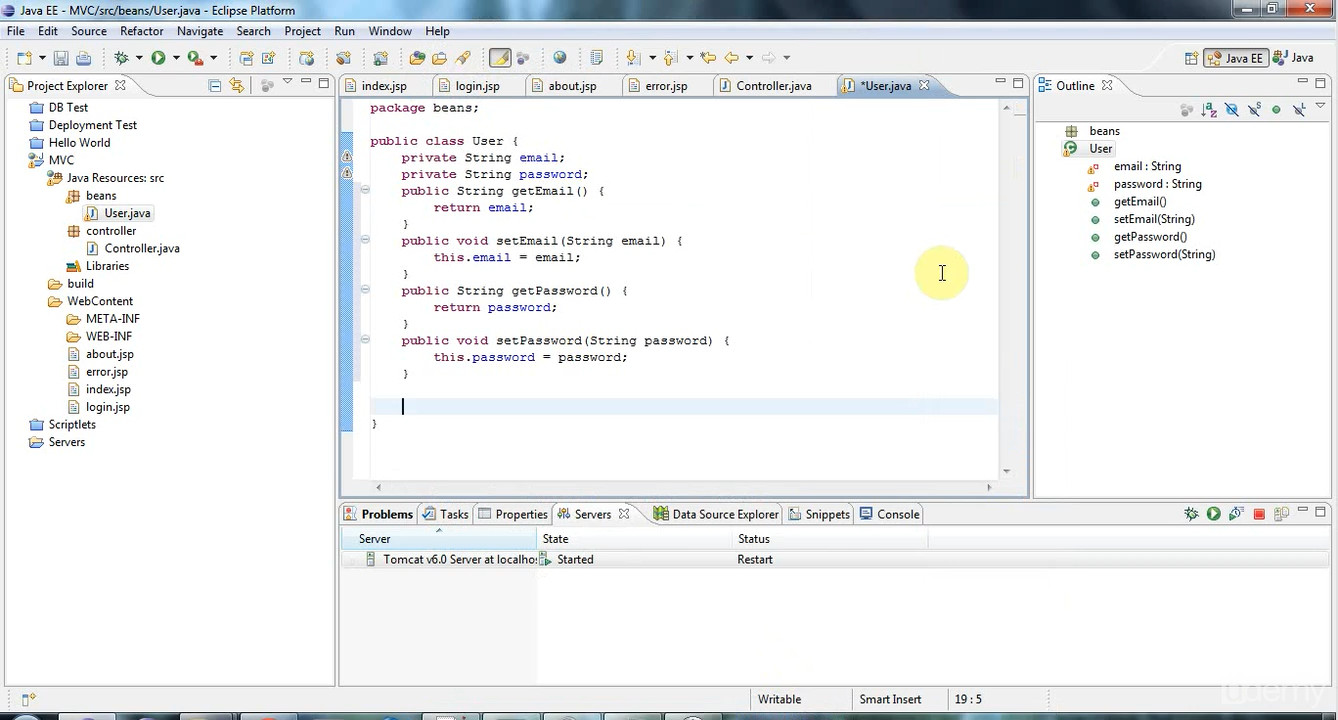 Java EE - MVC/src/beans/User.java - Eclipse Platform
File Edit Source Refactor Navigate Search Project Run Window Help
Java EE Java
Project Explorer
DB Test
Deployment Test
Hello World
MVC
Java Resources: src
beans
User.java
controller
Controller.java
Libraries
build
WebContent
META-INF
WEB-INF
about.jsp
error.jsp
index.jsp
login.jsp
Scriptlets
Servers
index.jsp login.jsp about.jsp error.jsp Controller.java *User.java
package beans;
public class User {
private String email;
private String password;
public String getEmail() {
return email;
}
public void setEmail(String email) {
this.email = email;
}
public String getPassword() {
return password;
}
public void setPassword(String password) {
this.password = password;
}
}
Outline
beans
User
email : String
password : String
getEmail()
setEmail(String)
getPassword()
setPassword(String)
Problems Tasks Properties Servers Data Source Explorer Snippets Console
Server State Status
Tomcat v6.0 Server at localho Started Restart
Writable Smart Insert 19 : 5
udemy